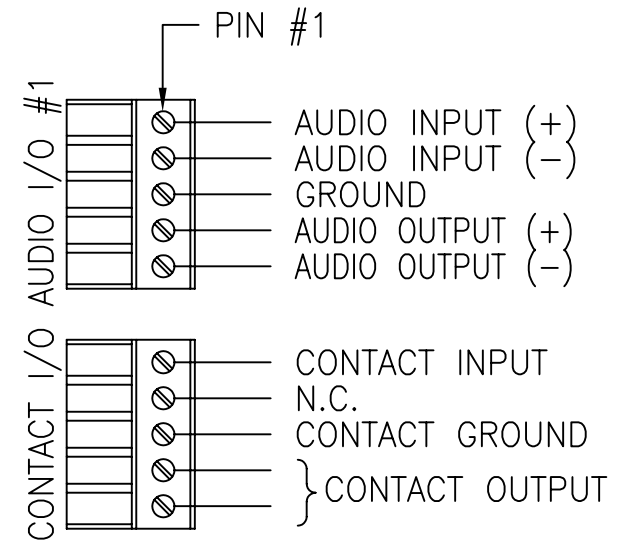 PIN #1
AUDIO I/O #1
AUDIO INPUT (+)
AUDIO INPUT (−)
GROUND
AUDIO OUTPUT (+)
AUDIO OUTPUT (−)
CONTACT I/O
CONTACT INPUT
N.C.
CONTACT GROUND
CONTACT OUTPUT